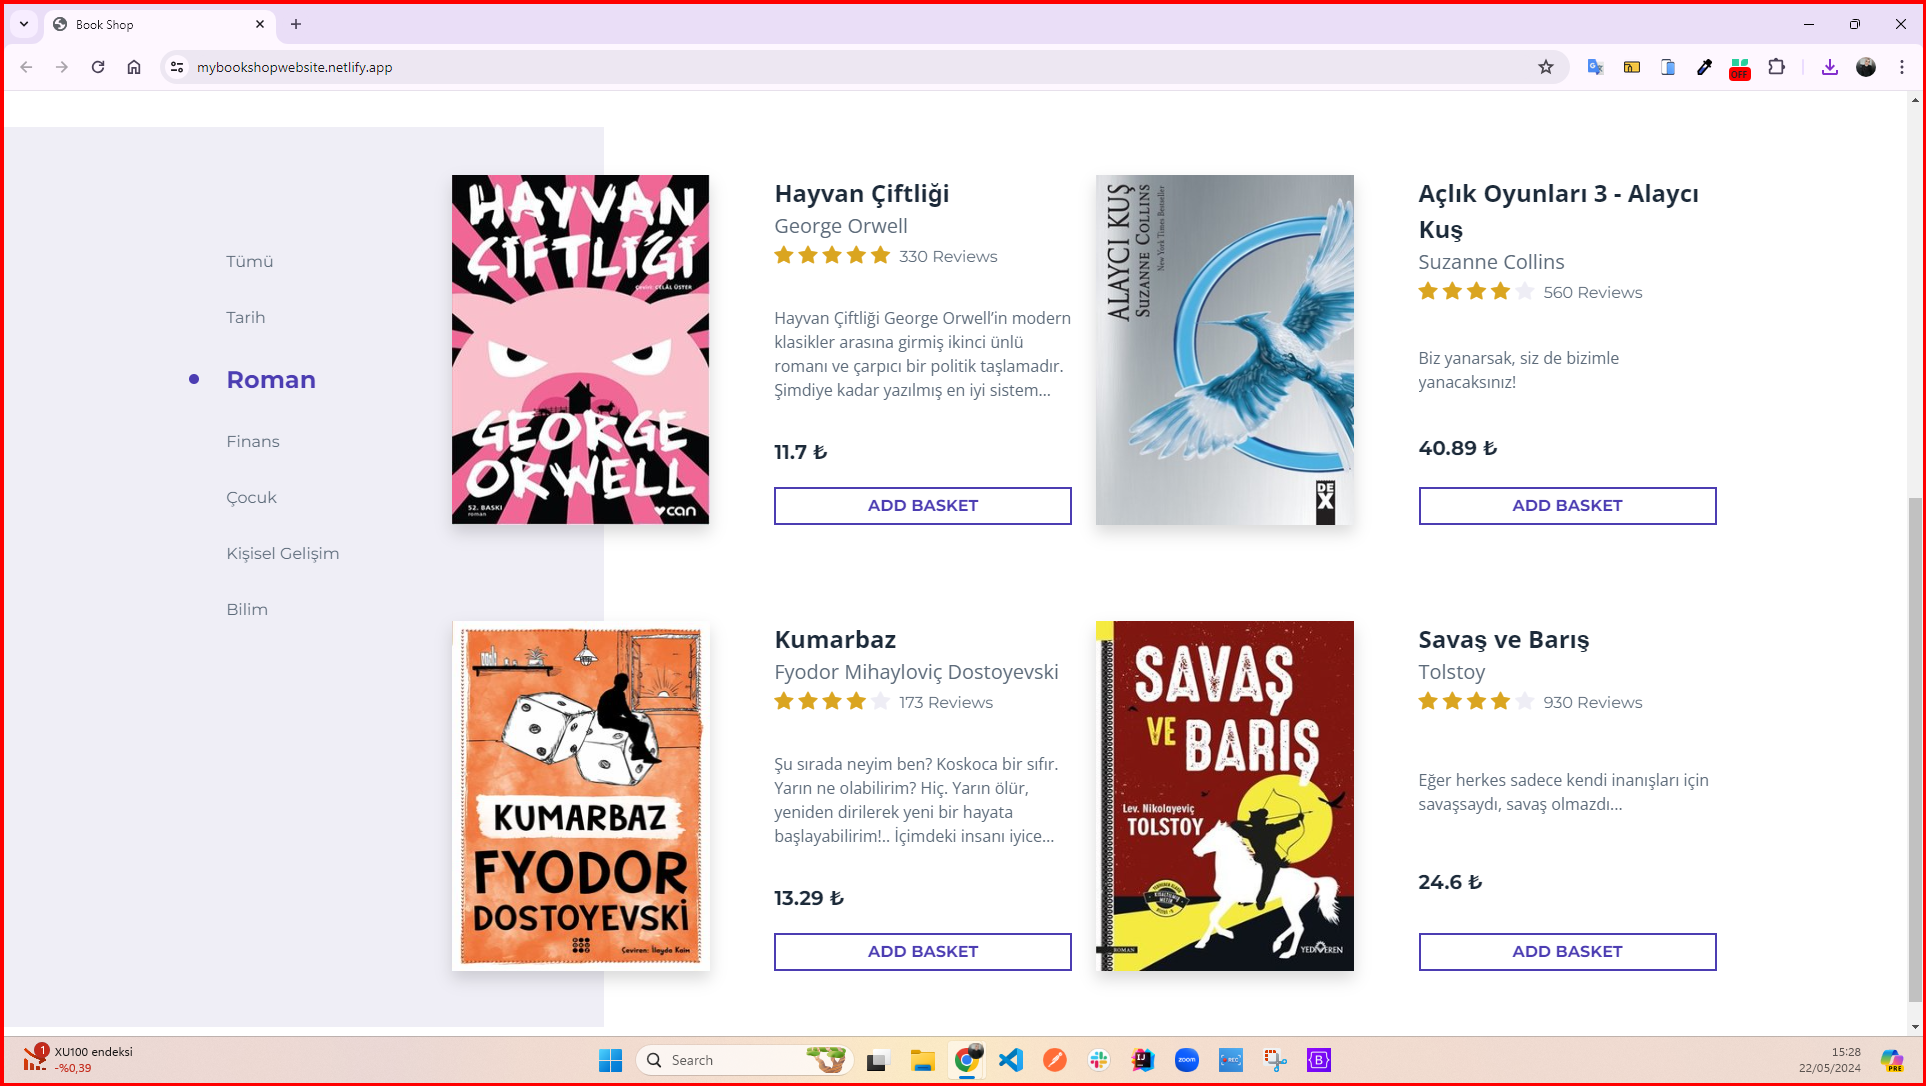 Book Shop
mybookshopwebsite.netlify.app
OFF
Tümü
Tarih
Roman
Finans
Çocuk
Kişisel Gelişim
Bilim
HAYVAN
ÇİFTLİĞİ
Çeviri: CELÂL ÜSTER
GEORGE
ORWELL
52. BASKI
roman
can
Hayvan Çiftliği
George Orwell
330 Reviews
Hayvan Çiftliği George Orwell’in modern
klasikler arasına girmiş ikinci ünlü
romanı ve çarpıcı bir politik taşlamadır.
Şimdiye kadar yazılmış en iyi sistem...
11.7 ₺
ADD BASKET
ALAYCI KUŞ
SUZANNE COLLINS
New York Times Bestseller
DE
X
Açlık Oyunları 3 - Alaycı
Kuş
Suzanne Collins
560 Reviews
Biz yanarsak, siz de bizimle
yanacaksınız!
40.89 ₺
ADD BASKET
KUMARBAZ
FYODOR
DOSTOYEVSKİ
Çeviren: İlayda Kain
Kumarbaz
Fyodor Mihayloviç Dostoyevski
173 Reviews
Şu sırada neyim ben? Koskoca bir sıfır.
Yarın ne olabilirim? Hiç. Yarın ölür,
yeniden dirilerek yeni bir hayata
başlayabilirim!.. İçimdeki insanı iyice...
13.29 ₺
ADD BASKET
SAVAŞ
VE
BARIŞ
Lev. Nikolayeviç
TOLSTOY
ROMAN
YEDİVEREN
Savaş ve Barış
Tolstoy
930 Reviews
Eğer herkes sadece kendi inanışları için
savaşsaydı, savaş olmazdı...
24.6 ₺
ADD BASKET
1
XU100 endeksi
-%0,39
Search
zoom
REC
B
PRE
15:28
22/05/2024